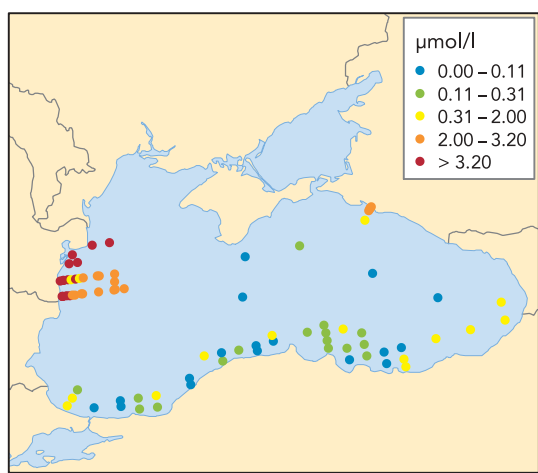 µmol/l
0.00 – 0.11
0.11 – 0.31
0.31 – 2.00
2.00 – 3.20
> 3.20